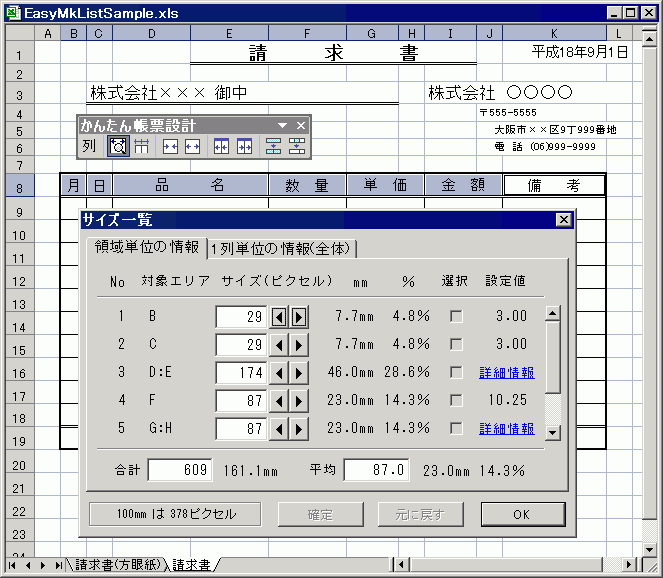 EasyMkListSample.xls
A B C D E F G H I J K L
1 請 求 書 平成18年9月1日
2
3 株式会社××× 御中 株式会社 〇〇〇〇
4 〒555-5555
かんたん帳票設計
5 大阪市××区9丁999番地
列
6 電 話 (06)999-9999
7
8 月 日 品 名 数 量 単 価 金 額 備 考
9
サイズ一覧
10
領域単位の情報 1列単位の情報(全体)
11
12
No 対象エリア サイズ(ピクセル) mm % 選択 設定値
13
1 B 29 7.7mm 4.8% 3.00
14
2 C 29 7.7mm 4.8% 3.00
15
3 D:E 174 46.0mm 28.6% 詳細情報
16
4 F 87 23.0mm 14.3% 10.25
17
18
5 G:H 87 23.0mm 14.3% 詳細情報
19
20
合計 609 161.1mm 平均 87.0 23.0mm 14.3%
21
22
100mm は 378ピクセル 確定 元に戻す OK
23
24
請求書(方眼紙) 請求書